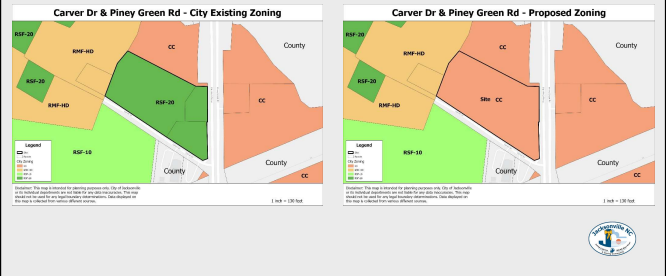 Carver Dr & Piney Green Rd - City Existing Zoning
RSF-20
CC
County
RMF-HD
RSF-20
RSF-20
CC
RMF-HD
RSF-10
Legend
City Zoning
County
County
CC
Disclaimer: This map is intended for planning purposes only. City of Jacksonville
or its individual departments are not liable for any data inaccuracies. This map
should not be used for any legal boundary determinations. Data displayed on
this map is collected from various different sources.
1 inch = 130 feet
Carver Dr & Piney Green Rd - Proposed Zoning
RSF-20
CC
County
RMF-HD
RSF-20
Site CC
CC
RMF-HD
RSF-10
Legend
City Zoning
County
County
CC
Disclaimer: This map is intended for planning purposes only. City of Jacksonville
or its individual departments are not liable for any data inaccuracies. This map
should not be used for any legal boundary determinations. Data displayed on
this map is collected from various different sources.
1 inch = 130 feet
Jacksonville NC